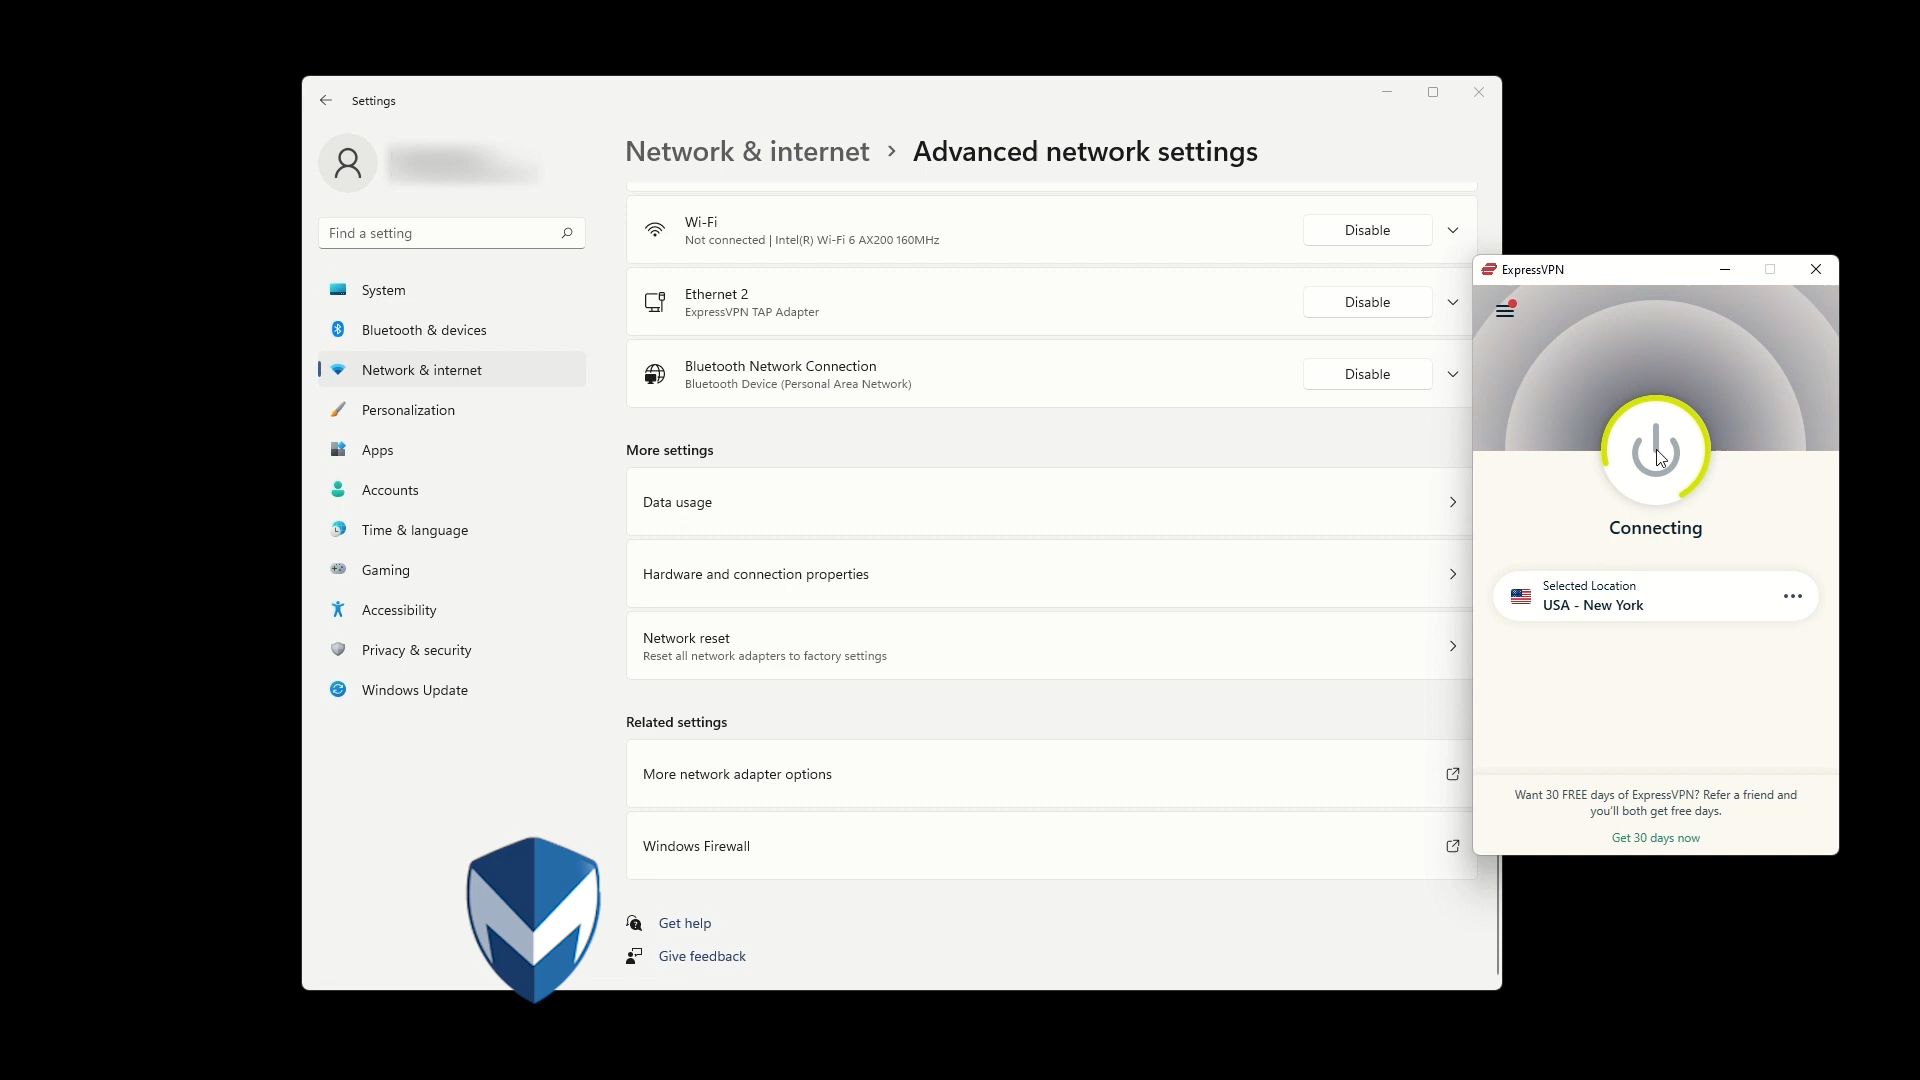 Settings
Find a setting
System
Bluetooth & devices
Network & internet
Personalization
Apps
Accounts
Time & language
Gaming
Accessibility
Privacy & security
Windows Update
Network & internet › Advanced network settings
Wi-Fi
Not connected | Intel(R) Wi-Fi 6 AX200 160MHz
Disable
Ethernet 2
ExpressVPN TAP Adapter
Disable
Bluetooth Network Connection
Bluetooth Device (Personal Area Network)
Disable
More settings
Data usage
Hardware and connection properties
Network reset
Reset all network adapters to factory settings
Related settings
More network adapter options
Windows Firewall
Get help
Give feedback
ExpressVPN
Connecting
Selected Location
USA - New York
Want 30 FREE days of ExpressVPN? Refer a friend and
you'll both get free days.
Get 30 days now